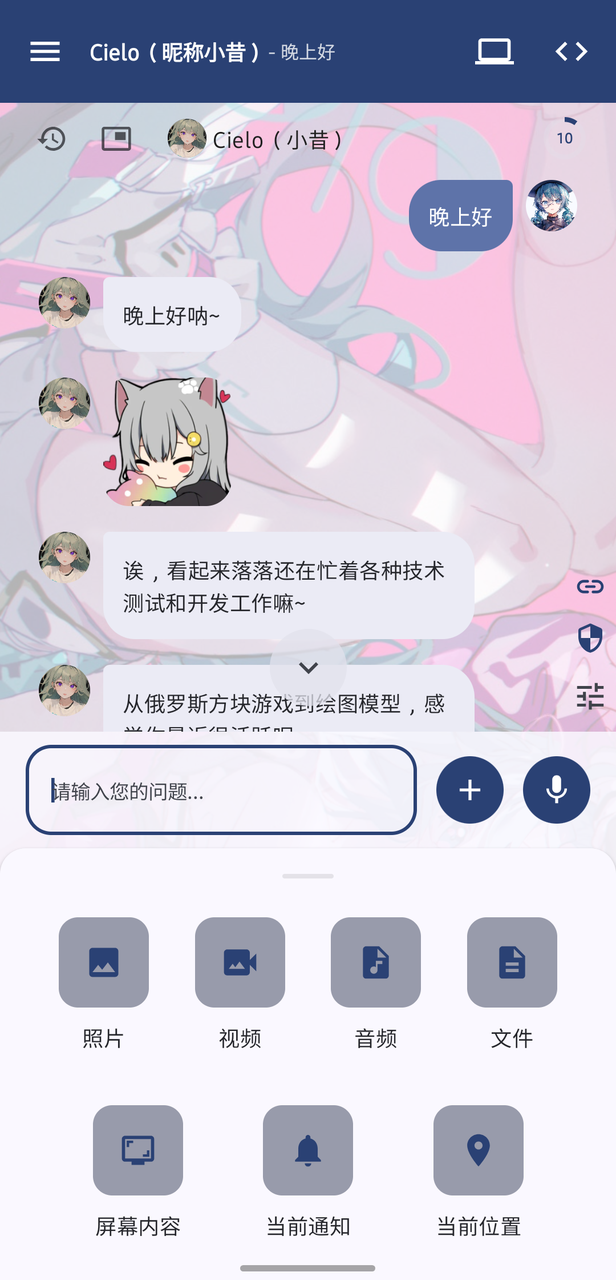 Cielo（昵称小昔）- 晚上好
Cielo（小昔）
10
晚上好
晚上好呐~
诶，看起来落落还在忙着各种技术
测试和开发工作嘛~
从俄罗斯方块游戏到绘图模型，感
请输入您的问题...
照片
视频
音频
文件
屏幕内容
当前通知
当前位置